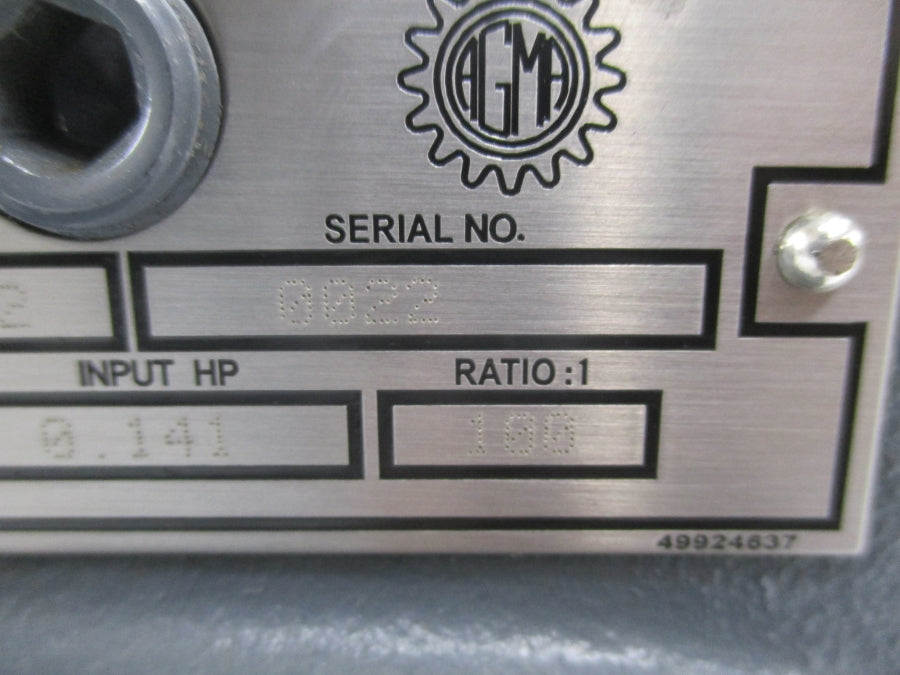 AGMA
SERIAL NO.
0022
INPUT HP
RATIO :1
0.141
100
49924637